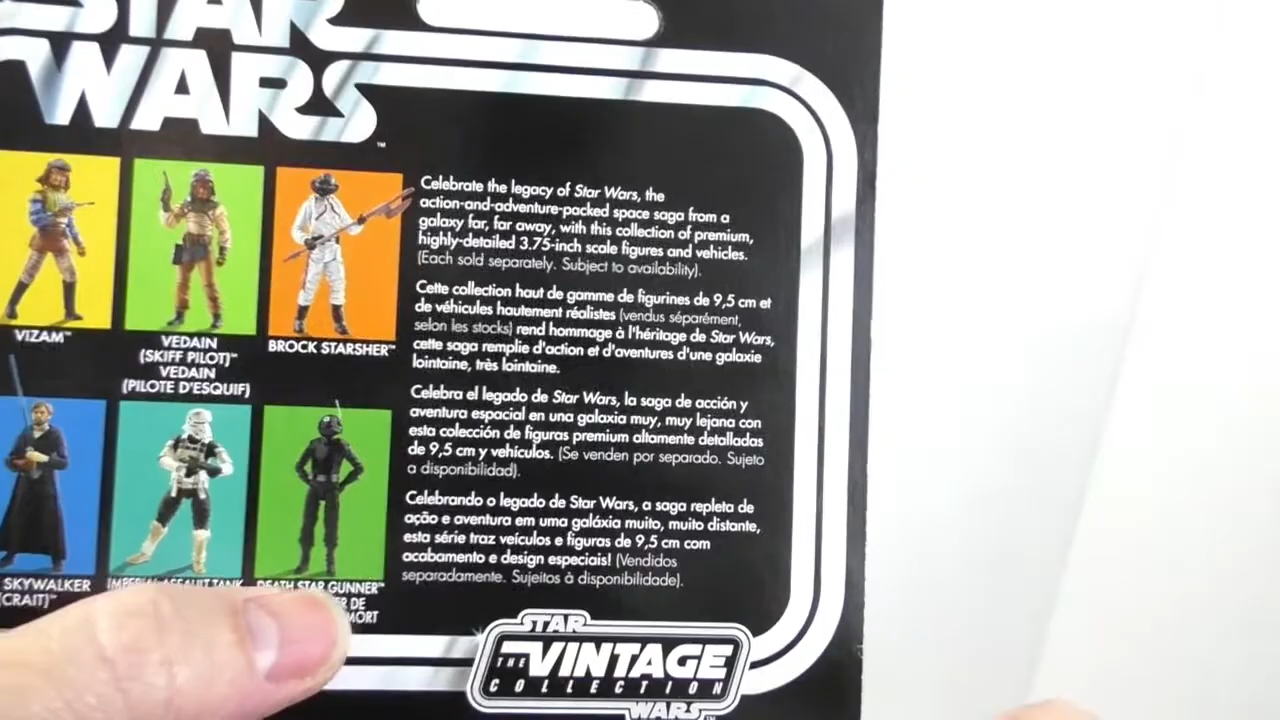 STAR
WARS
VIZAM™
VEDAIN
(SKIFF PILOT)™
VEDAIN
(PILOTE D'ESQUIF)
BROCK STARSHER™
SKYWALKER
(CRAIT)™
IMPERIAL ASSAULT TANK
DEATH STAR GUNNER™
DE
MORT
Celebrate the legacy of Star Wars, the
action-and-adventure-packed space saga from a
galaxy far, far away, with this collection of premium,
highly-detailed 3.75-inch scale figures and vehicles.
(Each sold separately. Subject to availability).
Cette collection haut de gamme de figurines de 9,5 cm et
de véhicules hautement réalistes (vendus séparément,
selon les stocks) rend hommage à l'héritage de Star Wars,
cette saga remplie d'action et d'aventures d'une galaxie
lointaine, très lointaine.
Celebra el legado de Star Wars, la saga de acción y
aventura espacial en una galaxia muy, muy lejana con
esta colección de figuras premium altamente detalladas
de 9,5 cm y vehículos. (Se venden por separado. Sujeto
a disponibilidad).
Celebrando o legado de Star Wars, a saga repleta de
ação e aventura em uma galáxia muito, muito distante,
esta série traz veículos e figuras de 9,5 cm com
acabamento e design especiais! (Vendidos
separadamente. Sujeitos à disponibilidade).
STAR
THE VINTAGE
COLLECTION
WARS™